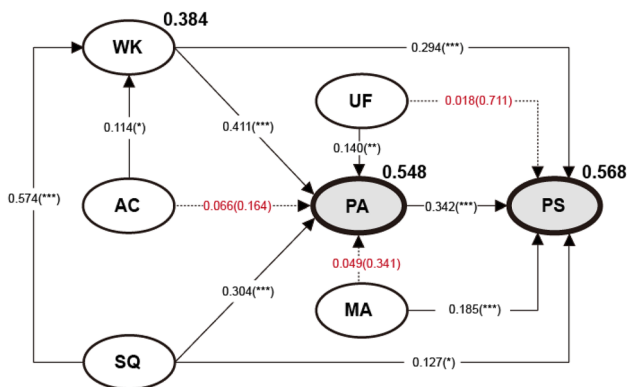 0.384
WK
0.294(***)
UF
0.018(0.711)
0.114(*)
0.411(***)
0.140(**)
0.548
0.568
0.574(***)
AC
0.066(0.164)
PA
0.342(***)
PS
0.049(0.341)
0.304(***)
MA
0.185(***)
SQ
0.127(*)